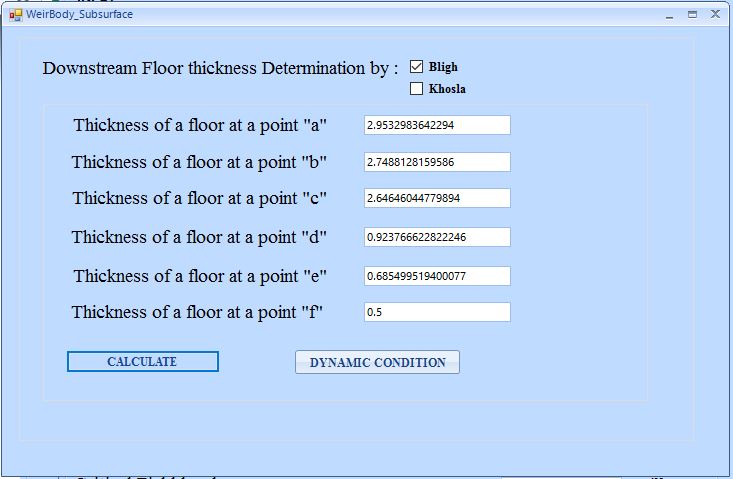 WeirBody_Subsurface
Downstream Floor thickness Determination by : Bligh
Khosla
Thickness of a floor at a point "a" 2.9532983642294
Thickness of a floor at a point "b" 2.7488128159586
Thickness of a floor at a point "c" 2.64646044779894
Thickness of a floor at a point "d" 0.923766622822246
Thickness of a floor at a point "e" 0.685499519400077
Thickness of a floor at a point "f" 0.5
CALCULATE DYNAMIC CONDITION